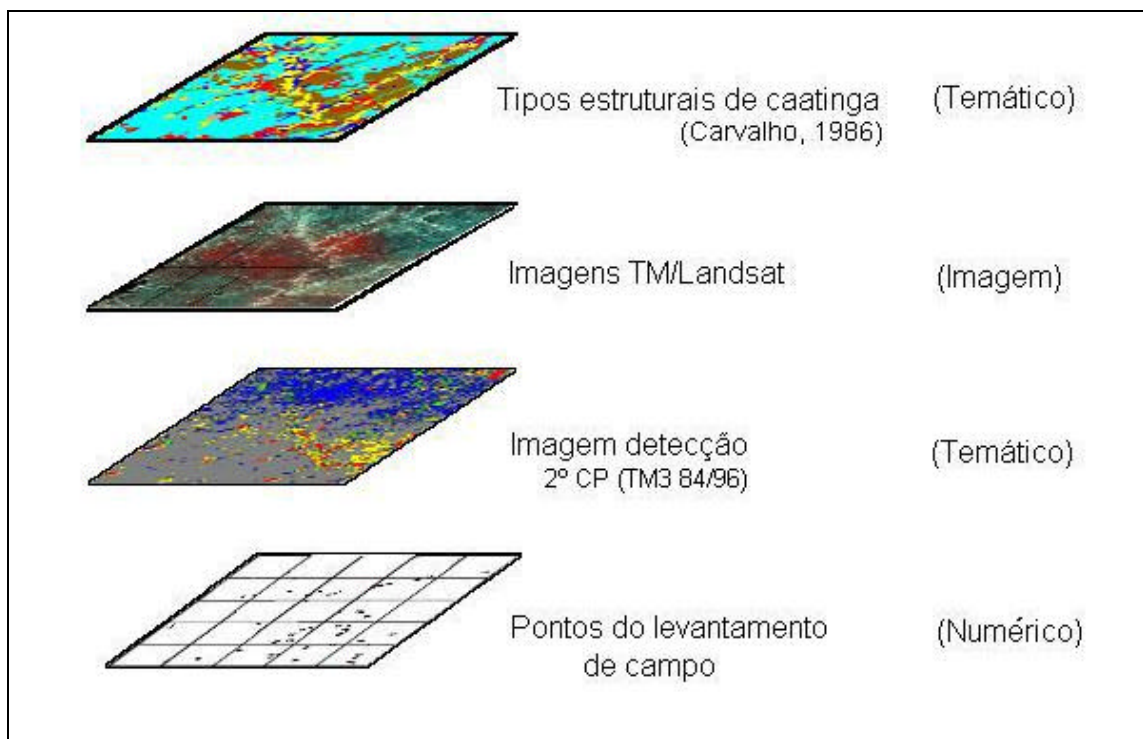 Tipos estruturais de caatinga (Temático)
(Carvalho, 1986)
Imagens TM/Landsat (Imagem)
Imagem detecção (Temático)
2º CP (TM3 84/96)
Pontos do levantamento (Numérico)
de campo